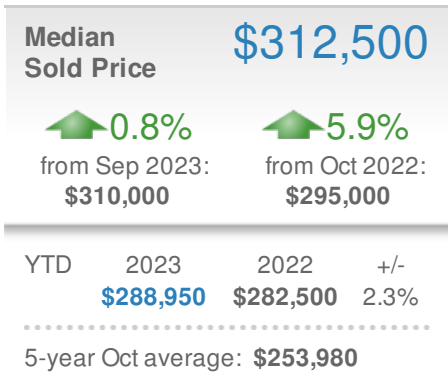 Median $312,500
Sold Price
0.8% 5.9%
from Sep 2023: from Oct 2022:
$310,000 $295,000
YTD 2023 2022 +/-
$288,950 $282,500 2.3%
5-year Oct average: $253,980